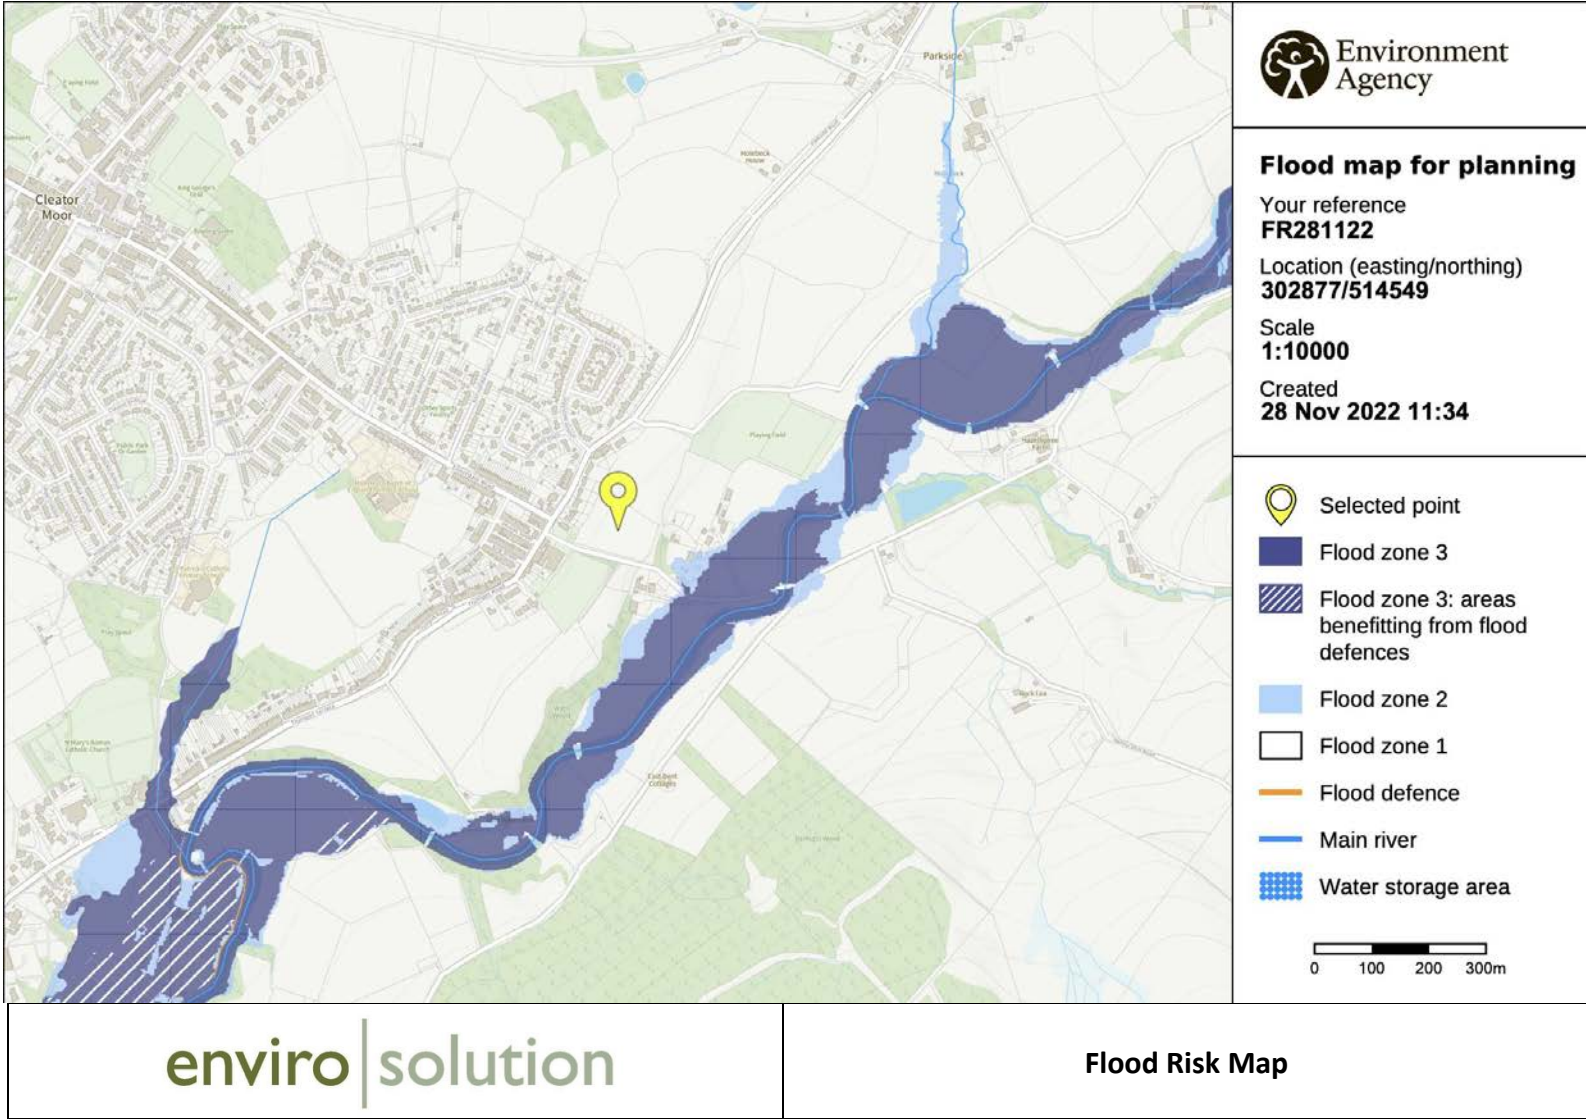 Parkside
Cleator
Moor
Playing Field
Environment
Agency
Flood map for planning
Your reference
FR281122
Location (easting/northing)
302877/514549
Scale
1:10000
Created
28 Nov 2022 11:34
Selected point
Flood zone 3
Flood zone 3: areas
benefitting from flood
defences
Flood zone 2
Flood zone 1
Flood defence
Main river
Water storage area
0 100 200 300m
enviro solution
Flood Risk Map